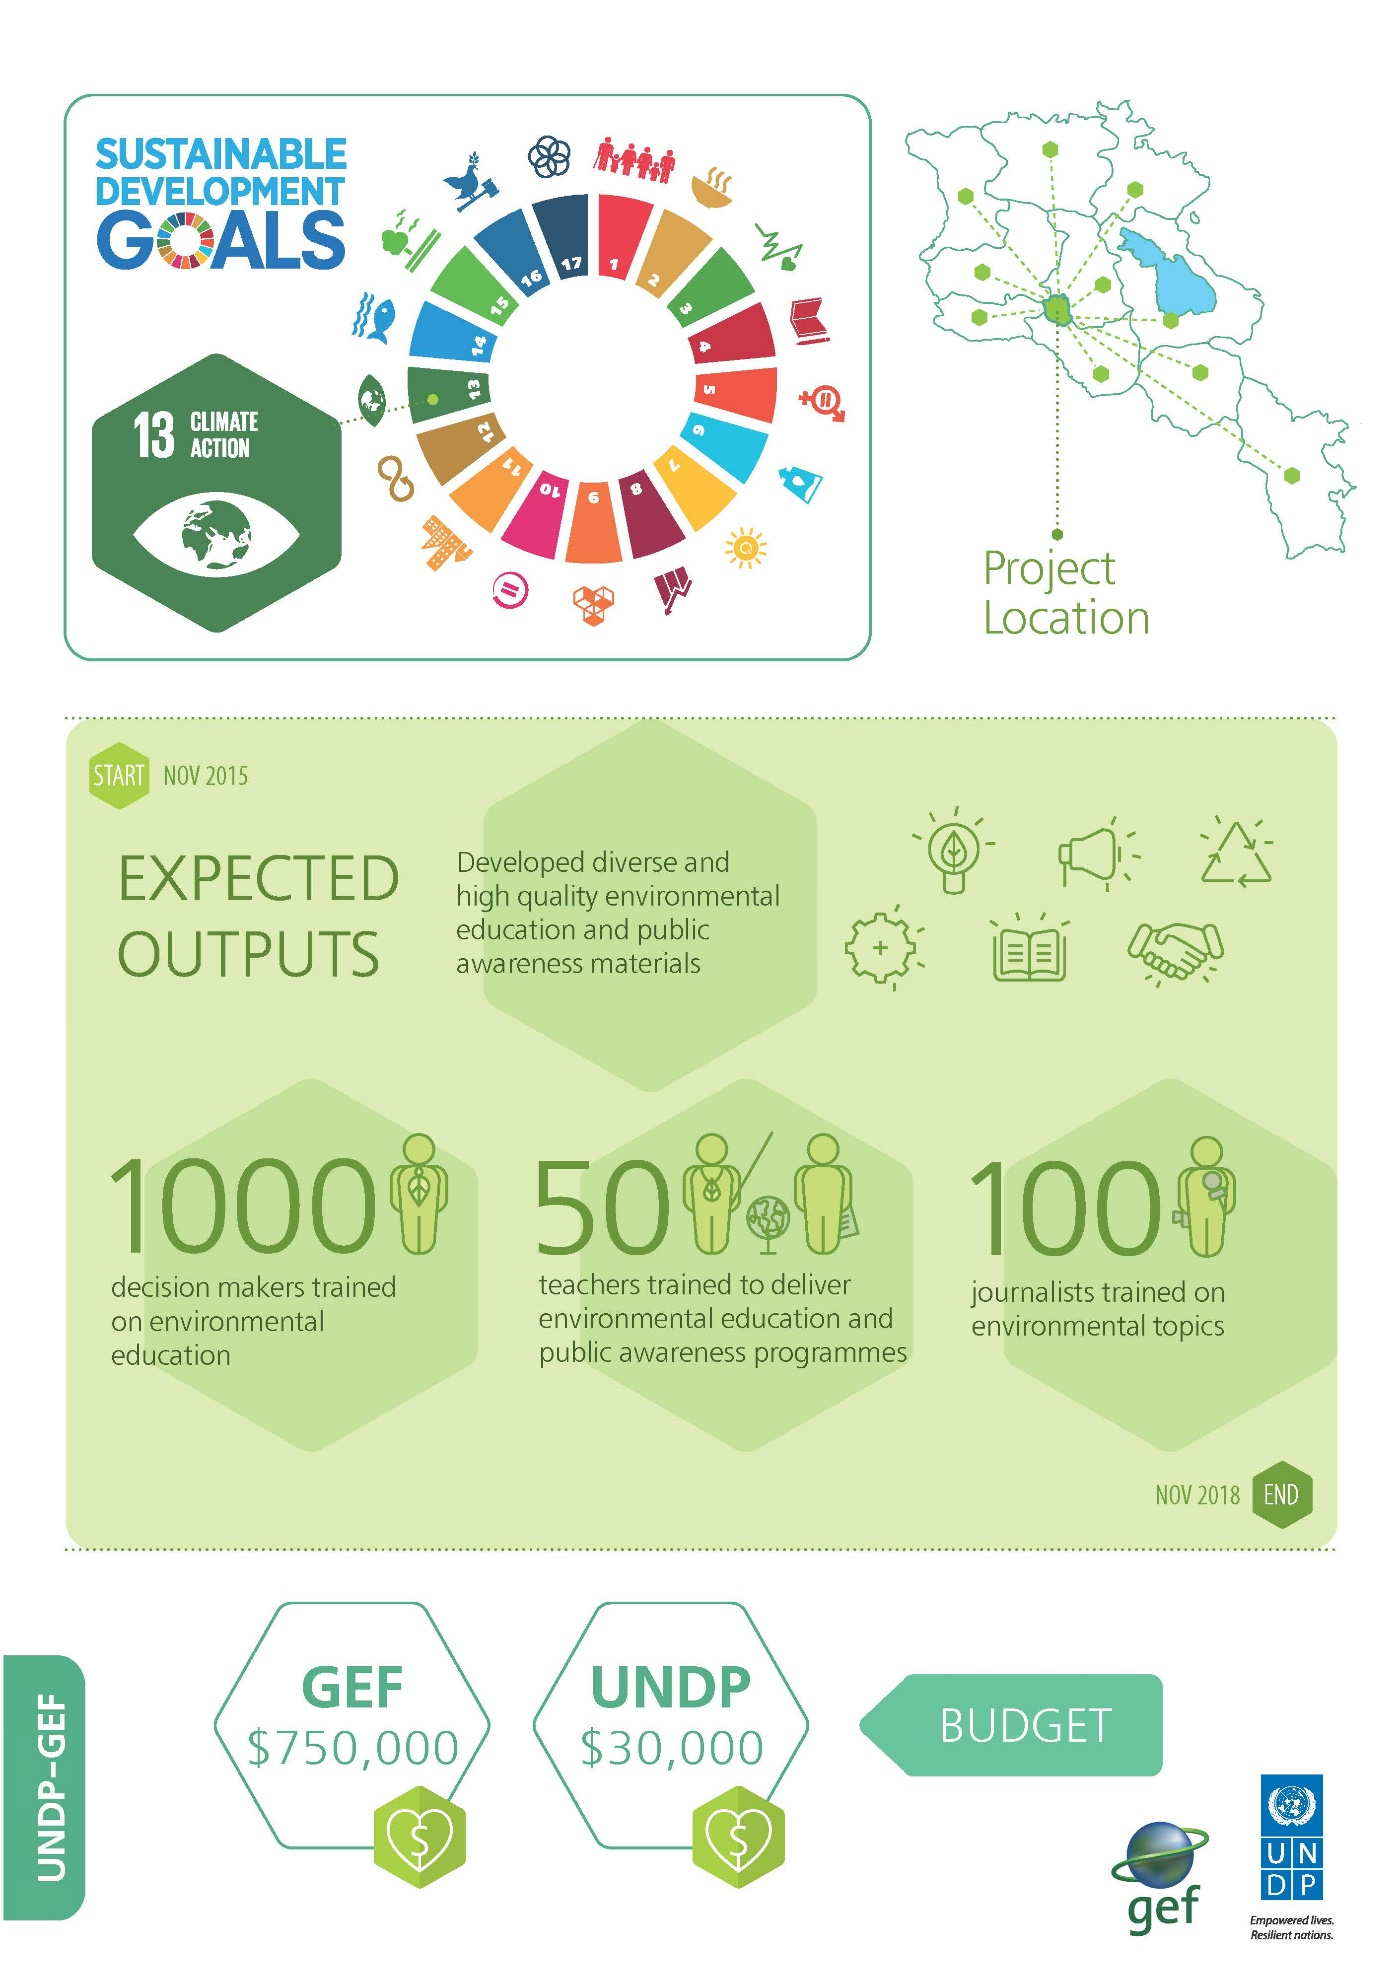 SUSTAINABLE
DEVELOPMENT
GOALS
1
2
3
4
5
6
7
8
9
10
11
12
13
14
15
16
17
13 CLIMATE
ACTION
Project
Location
START NOV 2015
EXPECTED
OUTPUTS
Developed diverse and
high quality environmental
education and public
awareness materials
1000
decision makers trained
on environmental
education
50
teachers trained to deliver
environmental education and
public awareness programmes
100
journalists trained on
environmental topics
NOV 2018 END
UNDP-GEF
GEF
$750,000
$
UNDP
$30,000
$
BUDGET
gef
U N
D P
Empowered lives.
Resilient nations.